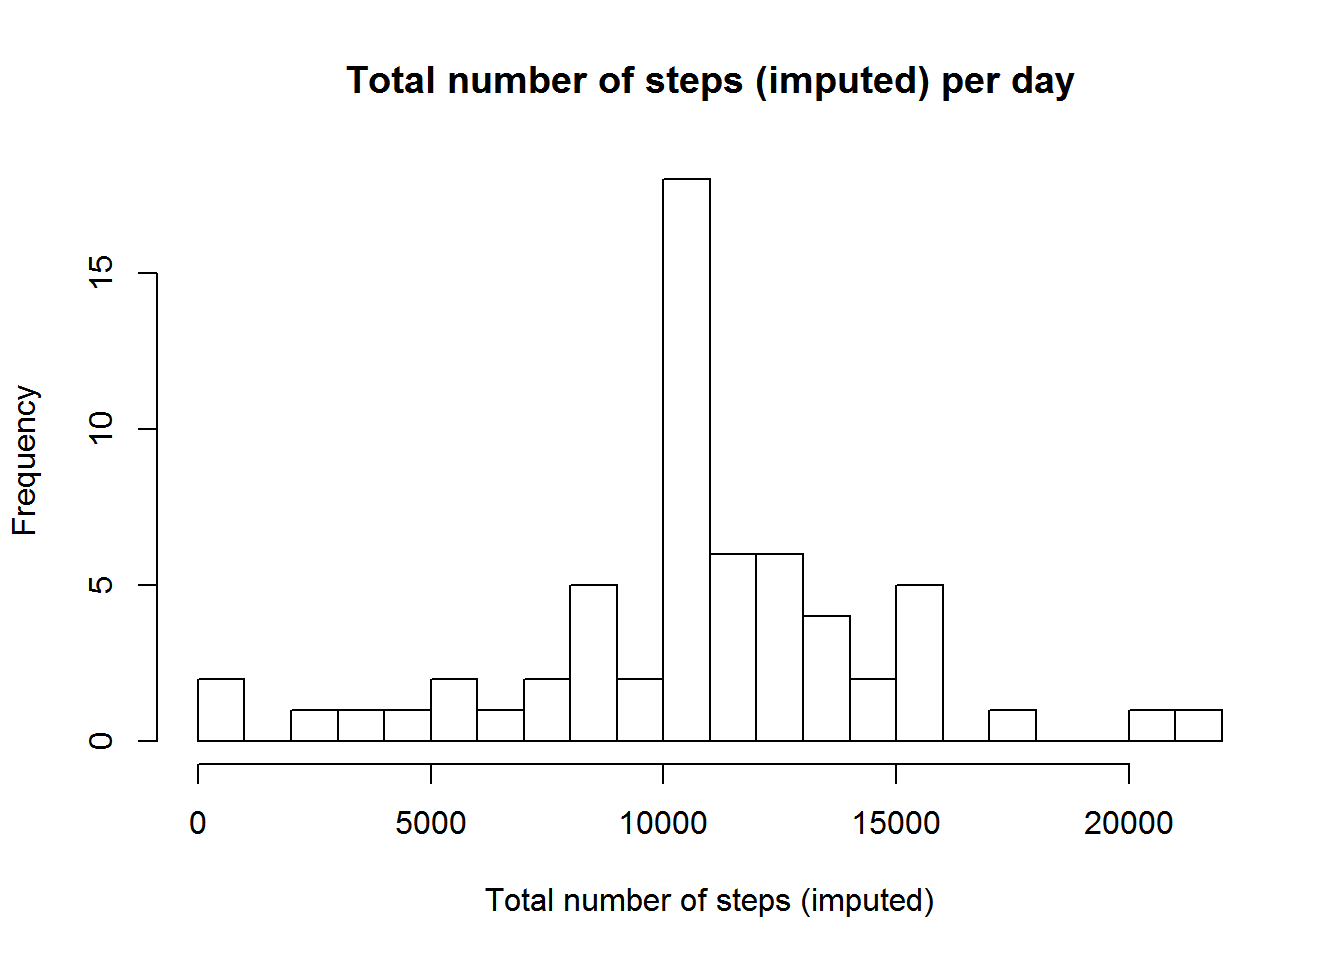 Total number of steps (imputed) per day
Frequency
15
10
5
0
0 5000 10000 15000 20000
Total number of steps (imputed)